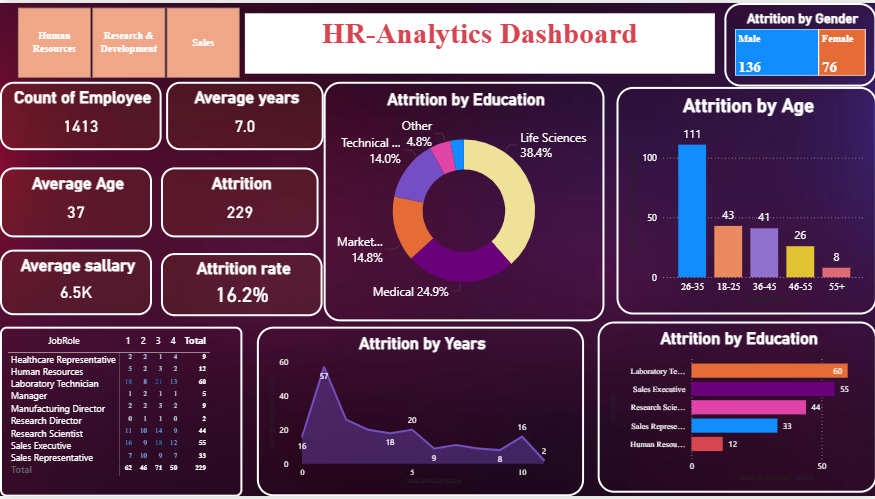 Human
Resources
Research &
Development
Sales
HR-Analytics Dashboard
Attrition by Gender
Male
136
Female
76
Count of Employee
1413
Average years
7.0
Average Age
37
Attrition
229
Average sallary
6.5K
Attrition rate
16.2%
Attrition by Education
Other
4.8%
Technical ...
14.0%
Market...
14.8%
Medical 24.9%
Life Sciences
38.4%
Attrition by Age
100
50
0
111
43
41
26
8
26-35 18-25 36-45 46-55 55+
JobRole 1 2 3 4 Total
Healthcare Representative 2 2 1 4 9
Human Resources 5 2 3 2 12
Laboratory Technician 18 8 21 13 60
Manager 1 2 1 1 5
Manufacturing Director 2 2 3 2 9
Research Director 0 1 1 0 2
Research Scientist 11 10 14 9 44
Sales Executive 16 9 18 12 55
Sales Representative 7 10 9 7 33
Total 62 46 71 50 229
Attrition by Years
60
40
20
0
16
57
18
20
9
8
16
2
0 5 10
Attrition by Education
Laboratory Te... 60
Sales Executive 55
Research Scie... 44
Sales Represe... 33
Human Resou... 12
0 50